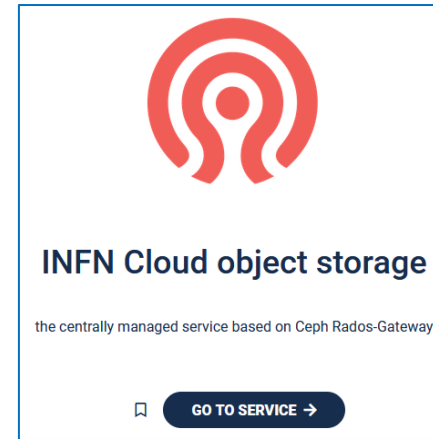 INFN Cloud object storage
the centrally managed service based on Ceph Rados-Gateway
GO TO SERVICE →